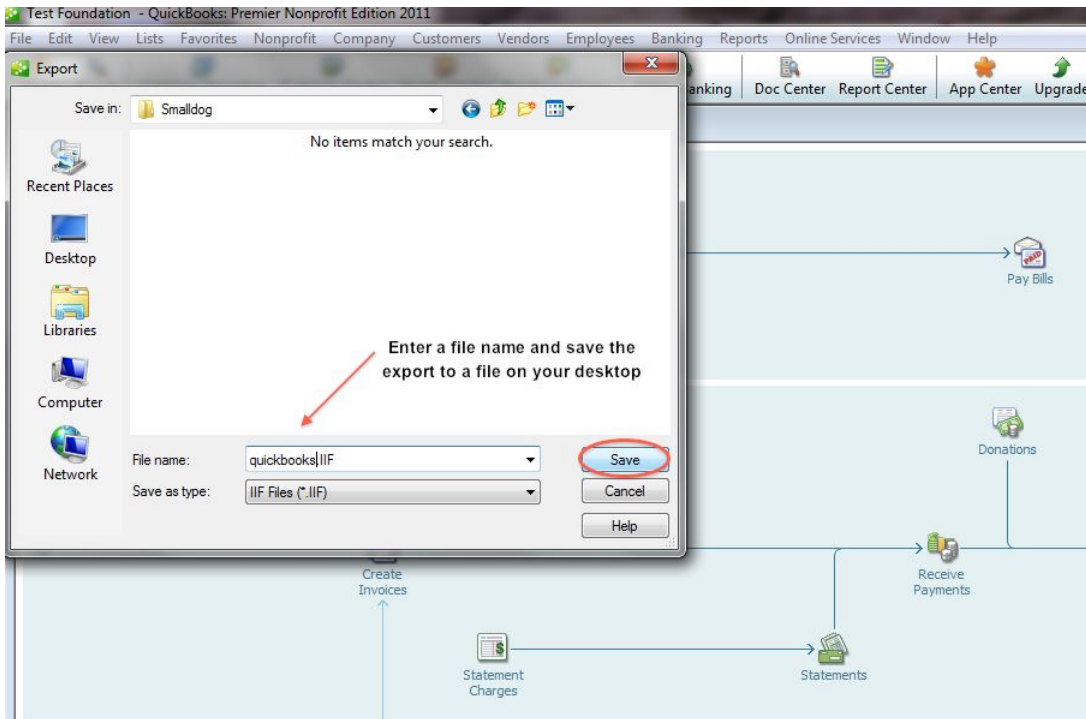 Test Foundation - QuickBooks: Premier Nonprofit Edition 2011
File Edit View Lists Favorites Nonprofit Company Customers Vendors Employees Banking Reports Online Services Window Help
Export
anking Doc Center Report Center App Center Upgrade
Save in: Smalldog
No items match your search.
Recent Places
Desktop
Libraries
Computer
Network
Enter a file name and save the
export to a file on your desktop
File name: quickbooks.IIF Save
Save as type: IIF Files (*.IIF) Cancel
Help
PAID
Pay Bills
Donations
Create
Invoices
Receive
Payments
Statement
Charges
Statements